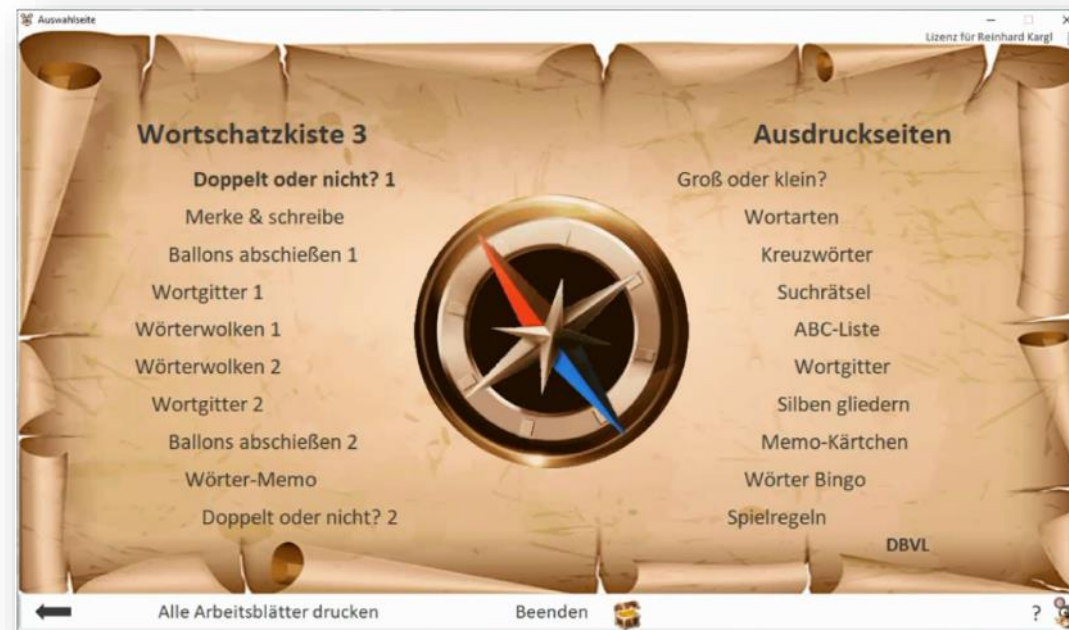 Auswahlseite
Lizenz für Reinhard Kargl
Wortschatzkiste 3
Doppelt oder nicht? 1
Merke & schreibe
Ballons abschießen 1
Wortgitter 1
Wörterwolken 1
Wörterwolken 2
Wortgitter 2
Ballons abschießen 2
Wörter-Memo
Doppelt oder nicht? 2
Ausdruckseiten
Groß oder klein?
Wortarten
Kreuzwörter
Suchrätsel
ABC-Liste
Wortgitter
Silben gliedern
Memo-Kärtchen
Wörter Bingo
Spielregeln
DBVL
Alle Arbeitsblätter drucken
Beenden
?